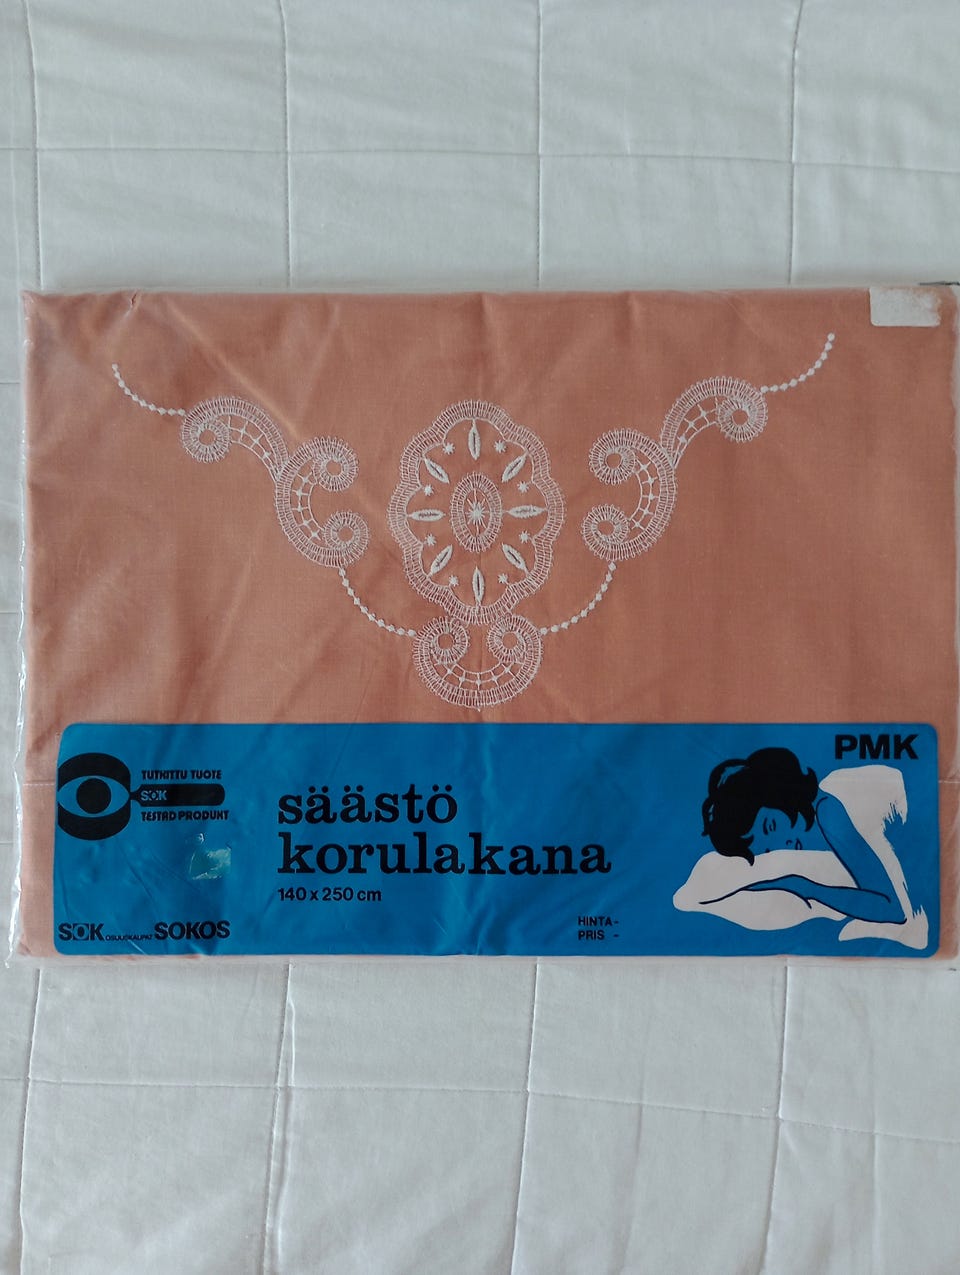 PMK
TUTKITTU TUOTE
SOK
TESTAD PRODUKT
säästö
korulakana
140 x 250 cm
HINTA-
PRIS -
SOK OSUUSKAUPAT SOKOS